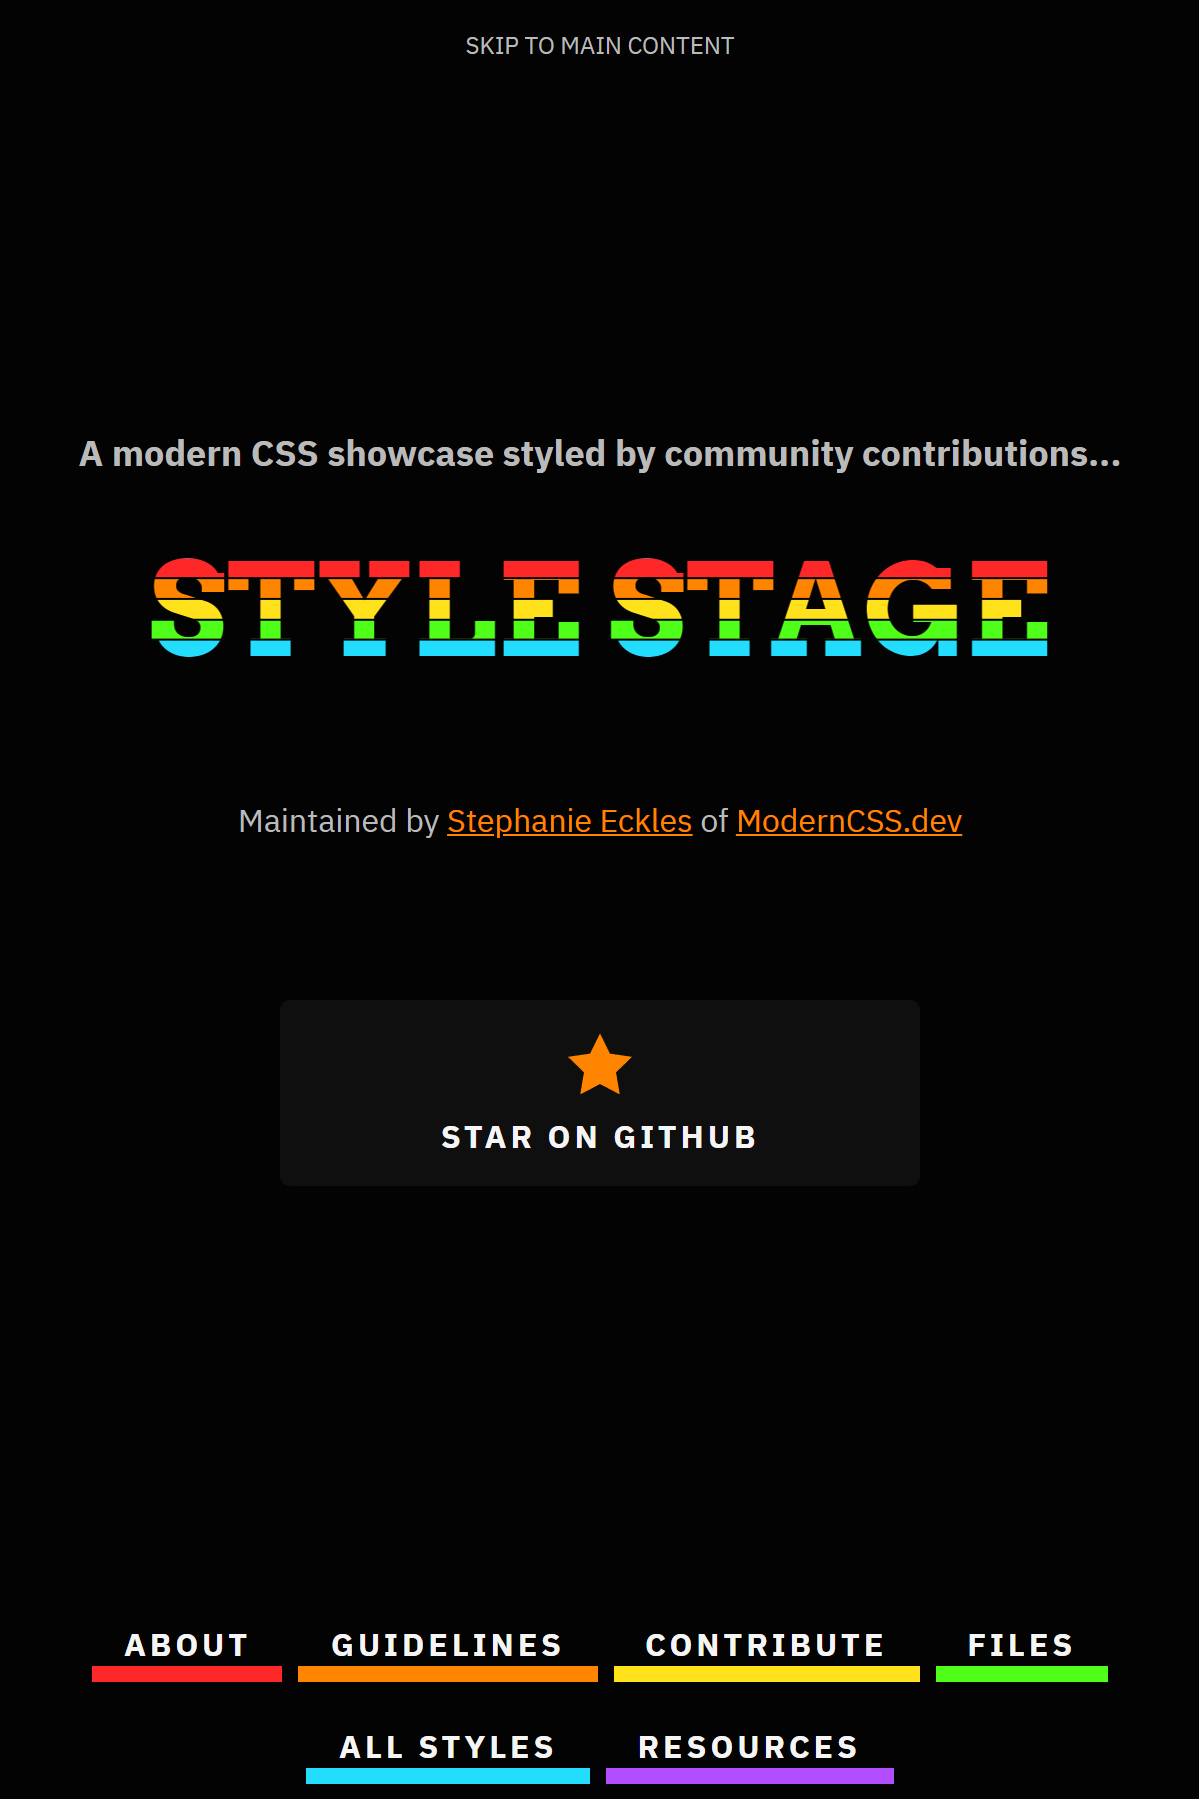 SKIP TO MAIN CONTENT
A modern CSS showcase styled by community contributions...
STYLE STAGE
Maintained by Stephanie Eckles of ModernCSS.dev
STAR ON GITHUB
ABOUT GUIDELINES CONTRIBUTE FILES
ALL STYLES RESOURCES